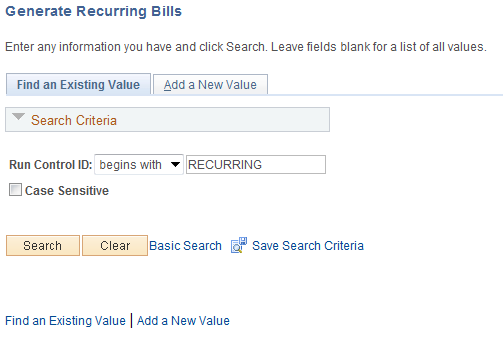 Generate Recurring Bills
Enter any information you have and click Search. Leave fields blank for a list of all values.
Find an Existing Value Add a New Value
Search Criteria
Run Control ID: begins with RECURRING
Case Sensitive
Search Clear Basic Search Save Search Criteria
Find an Existing Value | Add a New Value